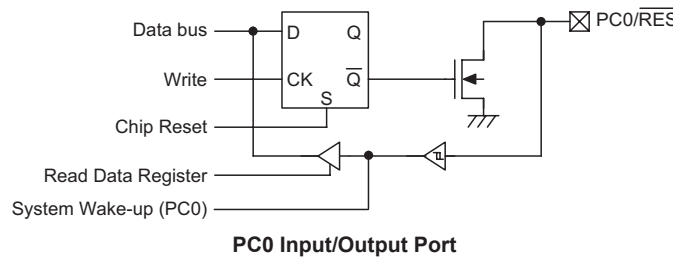 Data bus
D
Q
PC0/RES
Write
CK
Q
S
Chip Reset
Read Data Register
System Wake-up (PC0)
PC0 Input/Output Port